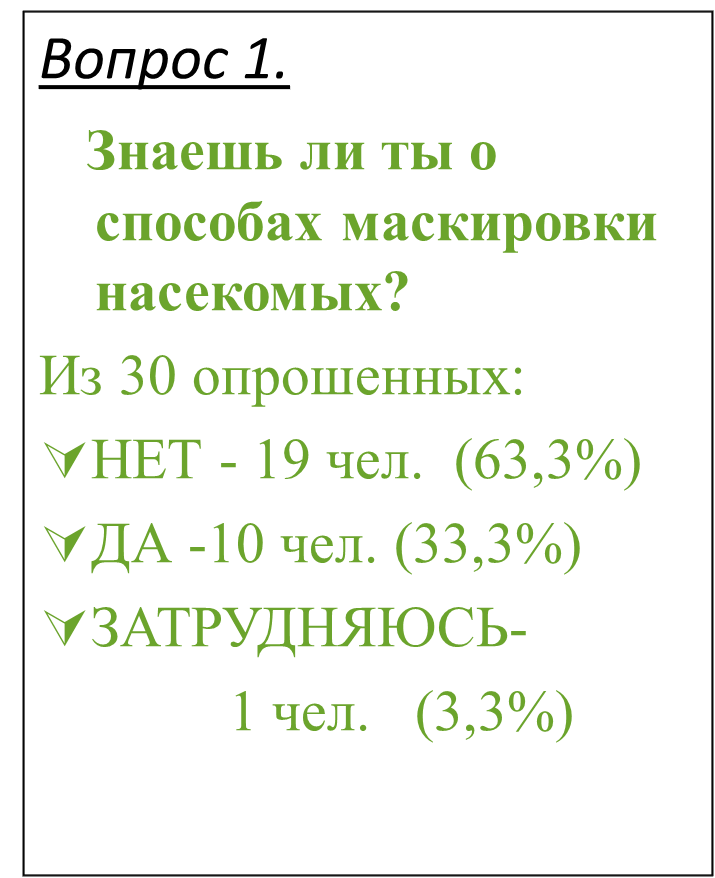 Вопрос 1.
Знаешь ли ты о
способах маскировки
насекомых?
Из 30 опрошенных:
⮚НЕТ - 19 чел.  (63,3%)
⮚ДА -10 чел. (33,3%)
⮚ЗАТРУДНЯЮСЬ-
1 чел.   (3,3%)